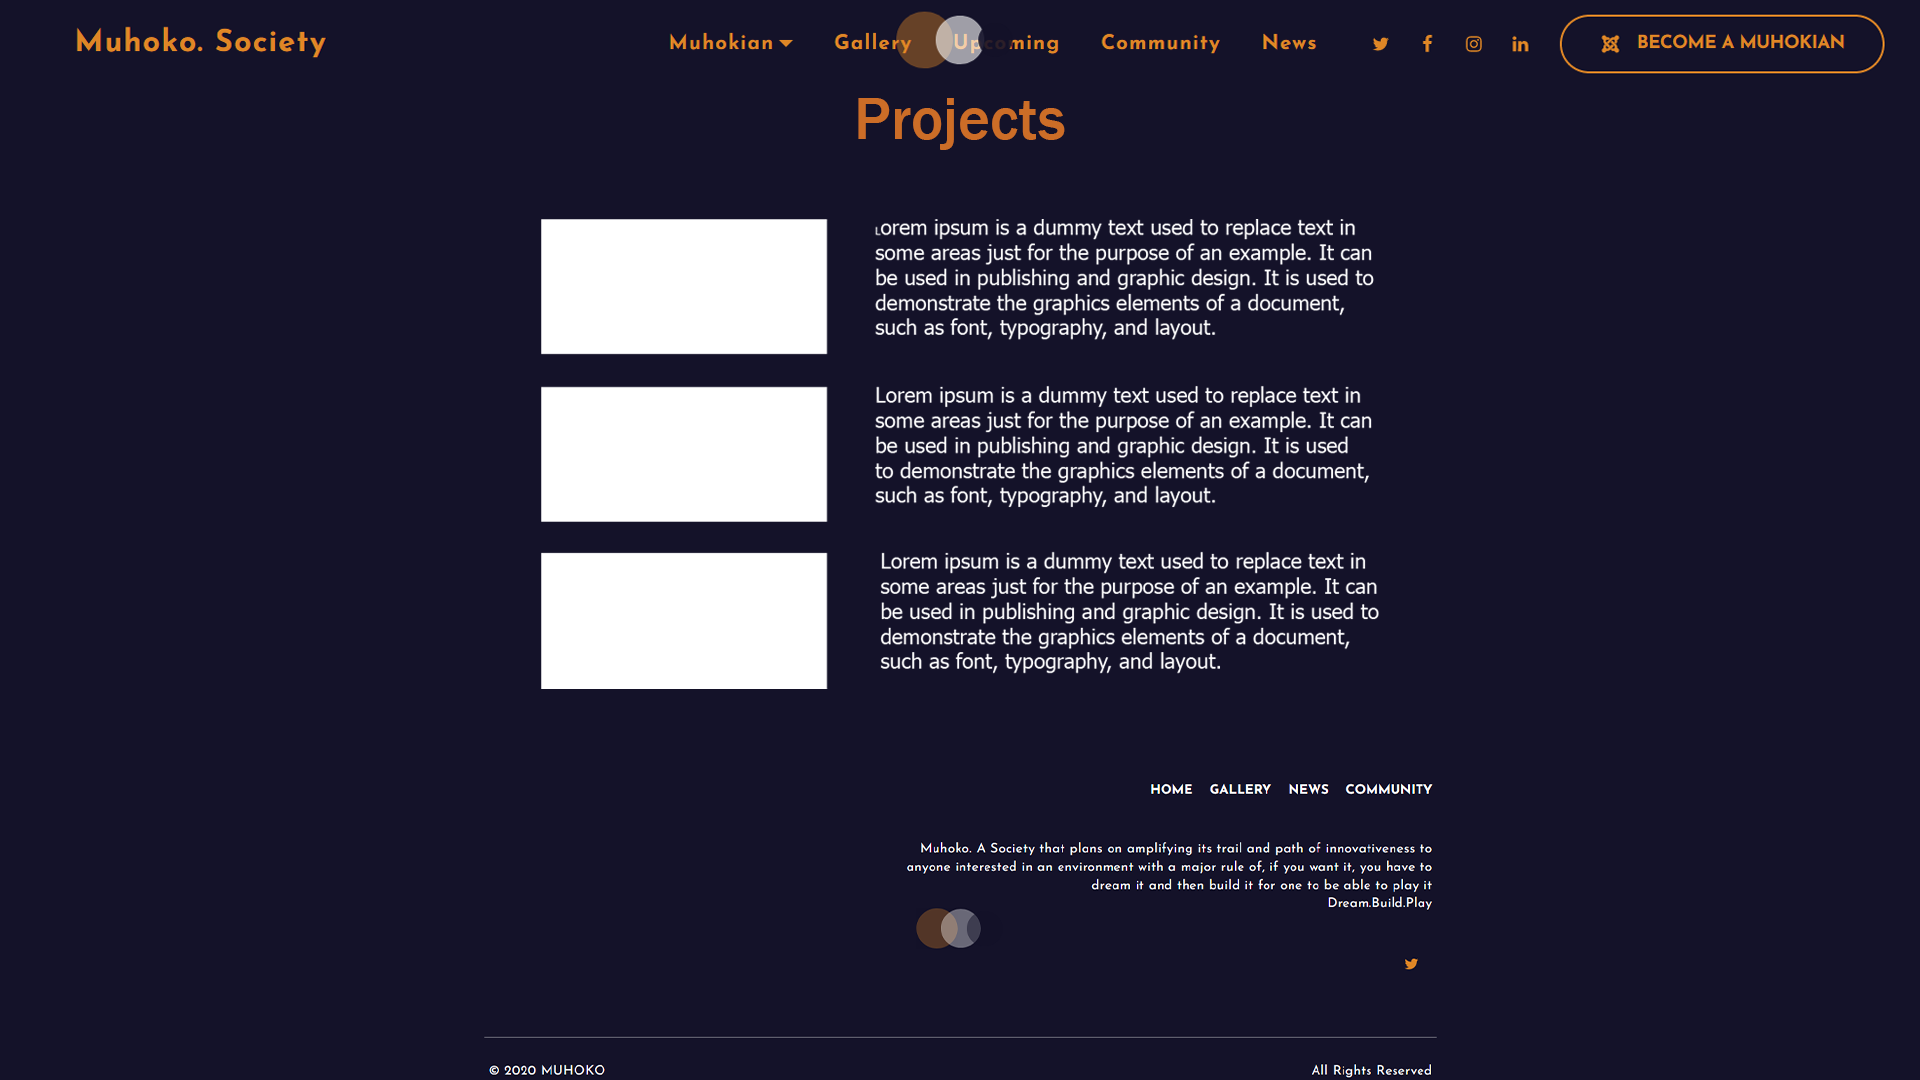 Muhoko. Society
Muhokian Gallery Upcoming Community News BECOME A MUHOKIAN
Projects
Lorem ipsum is a dummy text used to replace text in
some areas just for the purpose of an example. It can
be used in publishing and graphic design. It is used to
demonstrate the graphics elements of a document,
such as font, typography, and layout.
Lorem ipsum is a dummy text used to replace text in
some areas just for the purpose of an example. It can
be used in publishing and graphic design. It is used
to demonstrate the graphics elements of a document,
such as font, typography, and layout.
Lorem ipsum is a dummy text used to replace text in
some areas just for the purpose of an example. It can
be used in publishing and graphic design. It is used to
demonstrate the graphics elements of a document,
such as font, typography, and layout.
HOME GALLERY NEWS COMMUNITY
Muhoko. A Society that plans on amplifying its trail and path of innovativeness to
anyone interested in an environment with a major rule of, if you want it, you have to
dream it and then build it for one to be able to play it
Dream.Build.Play
© 2020 MUHOKO
All Rights Reserved